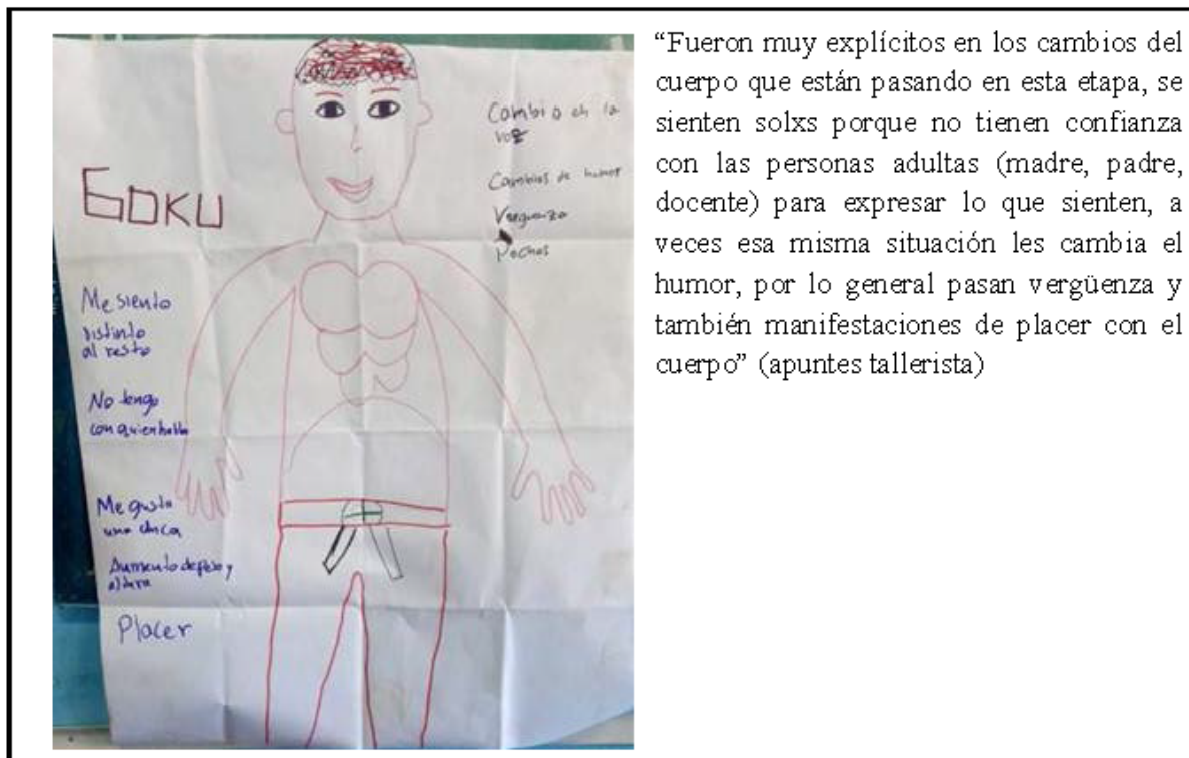 GOKU
Me siento
distinto
al resto
No tengo
con quien hablar
Me gusta
una chica
Aumento de peso y
altura
Placer
Cambio en la
voz
Cambios de humor
Verguenza
Pechos
“Fueron muy explícitos en los cambios del
cuerpo que están pasando en esta etapa, se
sienten solxs porque no tienen confianza
con las personas adultas (madre, padre,
docente) para expresar lo que sienten, a
veces esa misma situación les cambia el
humor, por lo general pasan vergüenza y
también manifestaciones de placer con el
cuerpo” (apuntes tallerista)